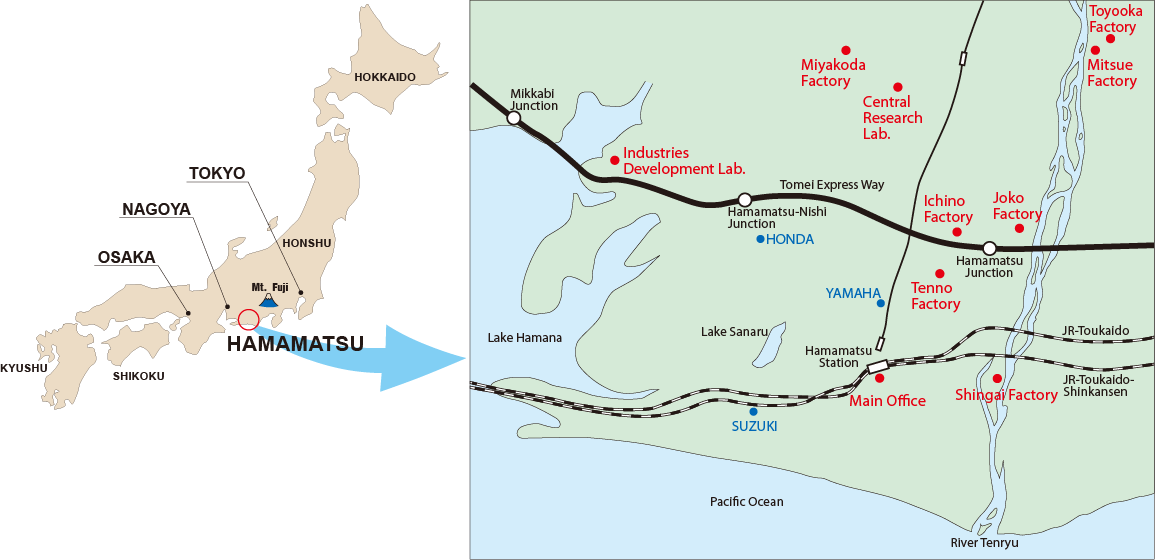 HOKKAIDO
TOKYO
NAGOYA
HONSHU
OSAKA
Mt. Fuji
HAMAMATSU
KYUSHU
SHIKOKU
Toyooka
Factory
Mitsue
Factory
Miyakoda
Factory
Central
Research
Lab.
Mikkabi
Junction
Industries
Development Lab.
Tomei Express Way
Hamamatsu-Nishi
Junction
Ichino
Factory
Joko
Factory
HONDA
Hamamatsu
Junction
Tenno
Factory
YAMAHA
Lake Hamana
Lake Sanaru
Hamamatsu
Station
JR-Toukaido
JR-Toukaido-
Shinkansen
Main Office
Shingai Factory
SUZUKI
Pacific Ocean
River Tenryu